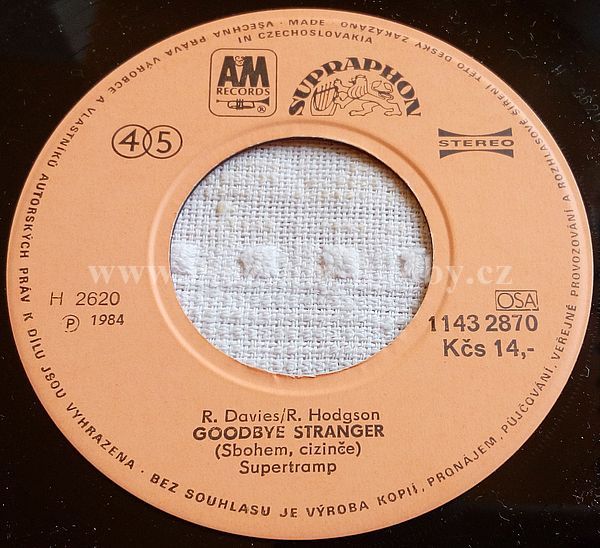 VŠECHNA PRÁVA VÝROBCE A VLASTNÍKŮ AUTORSKÝCH PRÁV K DÍLU JSOU VYHRAZENA · BEZ SOUHLASU JE VÝROBA KOPIÍ, PRONÁJEM, PŮJČOVÁNÍ, VEŘEJNÉ PROVOZOVÁNÍ A ROZHLASOVÉ ŠÍŘENÍ TÉTO DESKY ZAKÁZÁNO · MADE IN CZECHOSLOVAKIA
A&M
RECORDS
®
SUPRAPHON
45
STEREO
H 2620
Ⓟ 1984
OSA
1143 2870
Kčs 14,-
R. Davies/R. Hodgson
GOODBYE STRANGER
(Sbohem, cizinče)
Supertramp